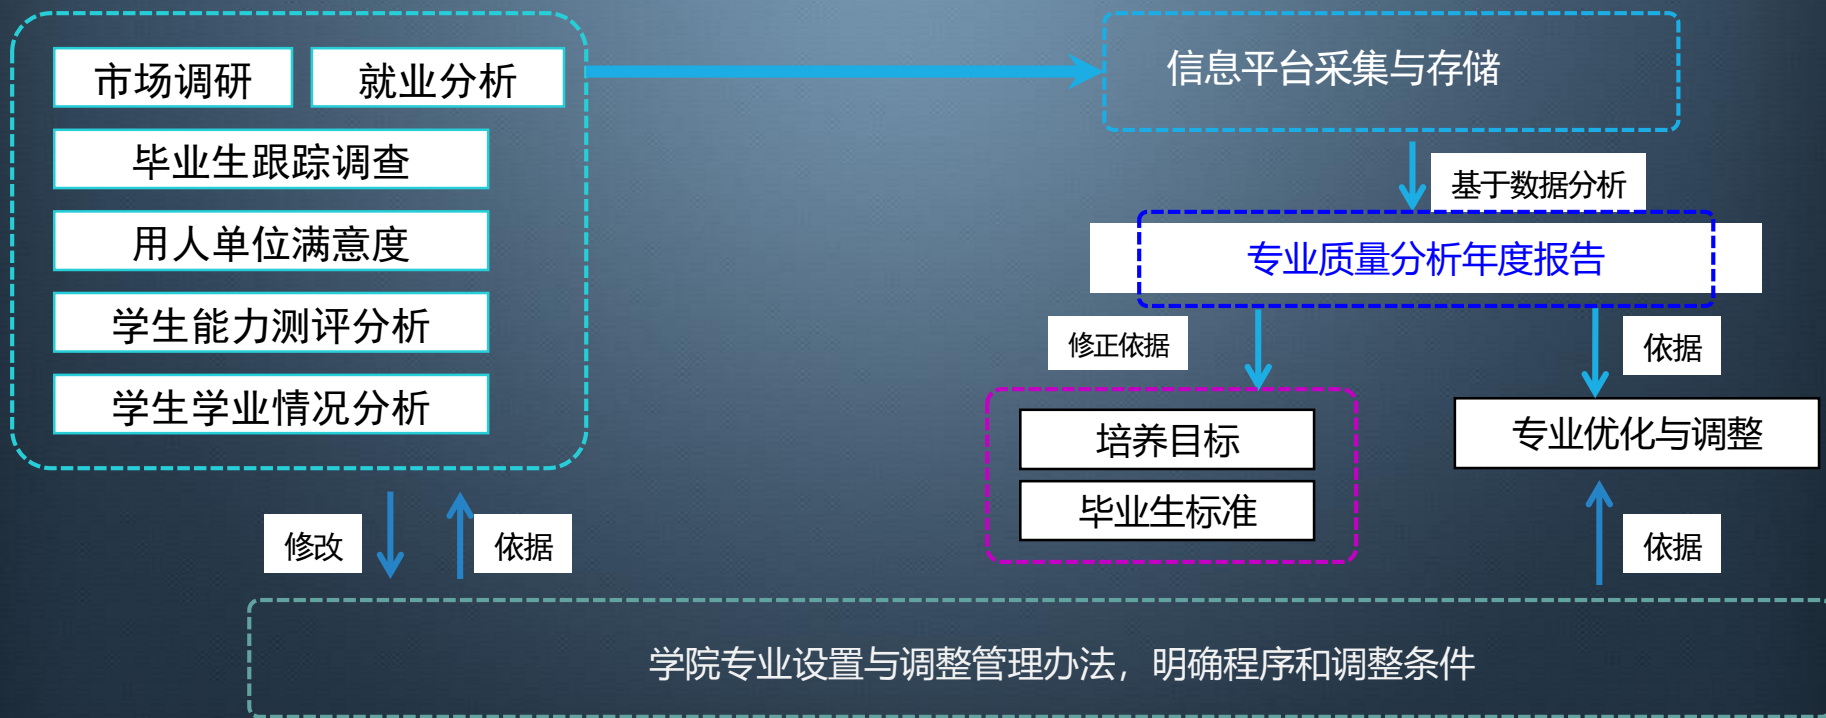 市场调研
就业分析
毕业生跟踪调查
用人单位满意度
学生能力测评分析
学生学业情况分析
信息平台采集与存储
基于数据分析
专业质量分析年度报告
修正依据
依据
培养目标
毕业生标准
专业优化与调整
修改
依据
依据
学院专业设置与调整管理办法，明确程序和调整条件